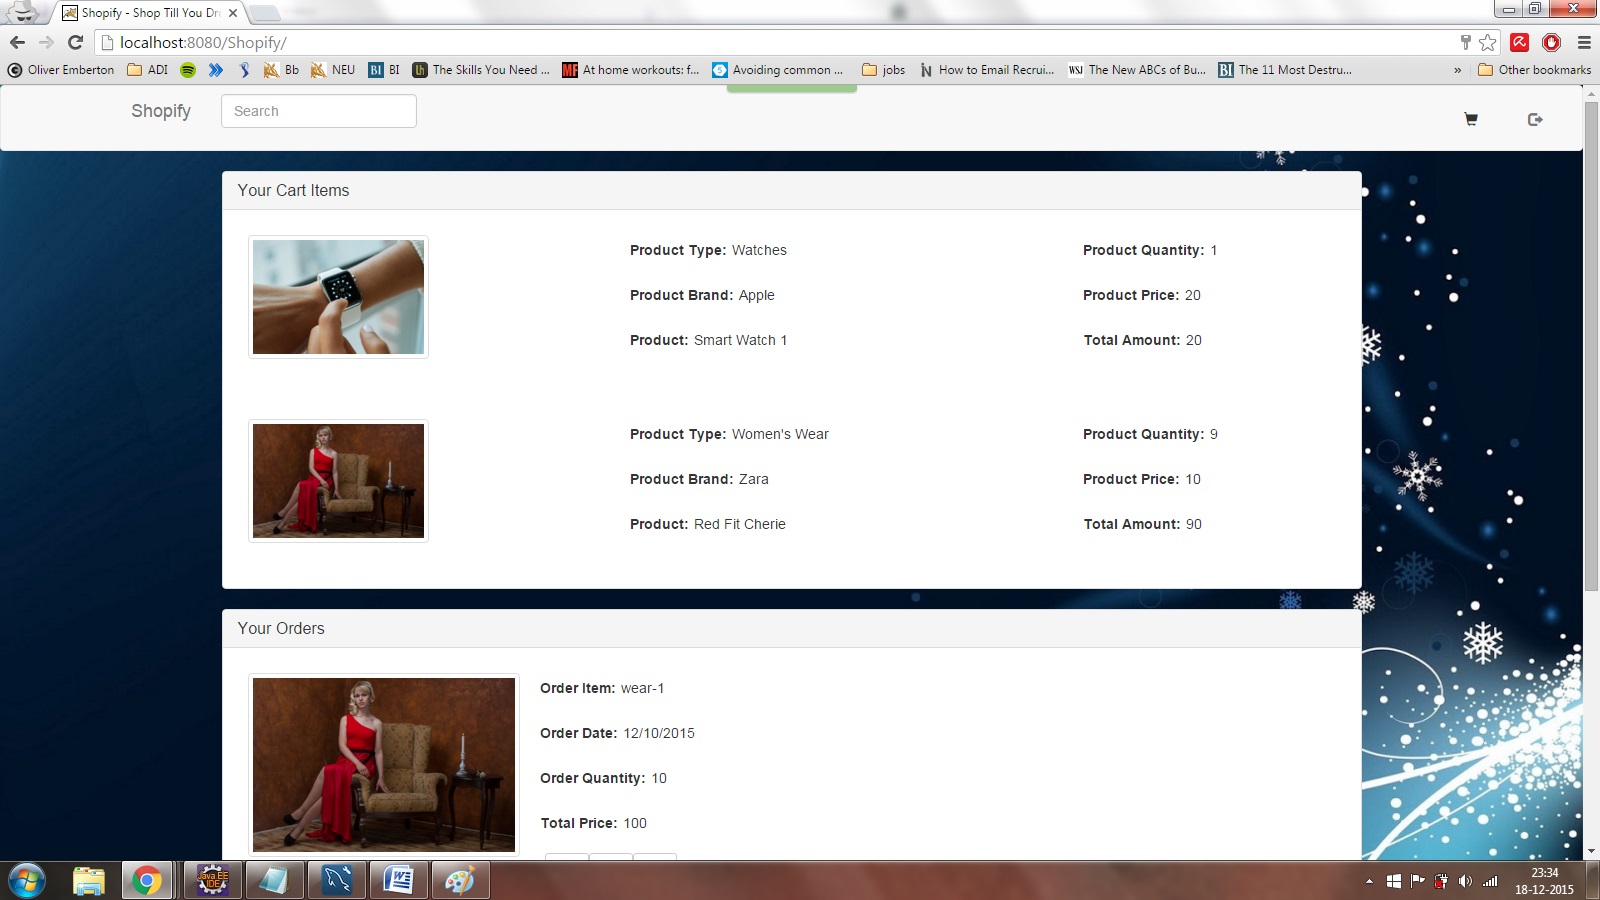 Shopify - Shop Till You Dr
localhost:8080/Shopify/
Oliver Emberton ADI Bb NEU BI BI The Skills You Need ... MF At home workouts: f... Avoiding common ... jobs How to Email Recrui... WSJ The New ABCs of Bu... BI The 11 Most Destru... » Other bookmarks
Shopify Search
Your Cart Items
Product Type: Watches Product Quantity: 1
Product Brand: Apple Product Price: 20
Product: Smart Watch 1 Total Amount: 20
Product Type: Women's Wear Product Quantity: 9
Product Brand: Zara Product Price: 10
Product: Red Fit Cherie Total Amount: 90
Your Orders
Order Item: wear-1
Order Date: 12/10/2015
Order Quantity: 10
Total Price: 100
Java EE
IDE
23:34
18-12-2015